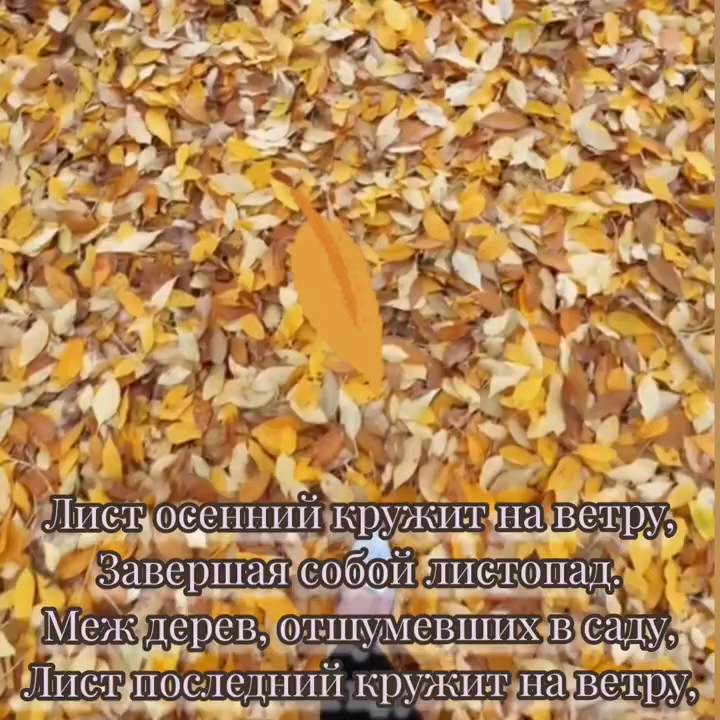 Лист осенний кружит на ветру,
Завершая собой листопад.
Меж дерев, отшумевших в саду,
Лист последний кружит на ветру,